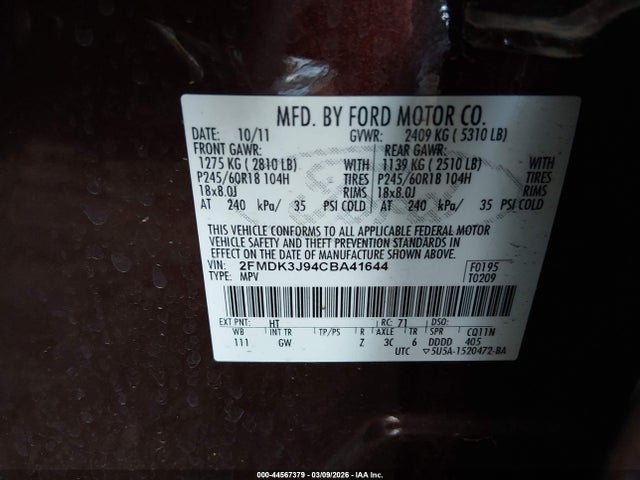 MFD. BY FORD MOTOR CO.
DATE: 10/11 GVWR: 2409 KG ( 5310 LB)
FRONT GAWR: REAR GAWR:
1275 KG ( 2810 LB) WITH 1139 KG ( 2510 LB) WITH
P245/60R18 104H TIRES P245/60R18 104H TIRES
18x8.0J RIMS 18x8.0J RIMS
AT 240 kPa/ 35 PSI COLD AT 240 kPa/ 35 PSI COLD
THIS VEHICLE CONFORMS TO ALL APPLICABLE FEDERAL MOTOR
VEHICLE SAFETY AND THEFT PREVENTION STANDARDS IN
EFFECT ON THE DATE OF MANUFACTURE SHOWN ABOVE.
VIN: 2FMDK3J94CBA41644 F0195
TYPE: MPV T0209
EXT PNT: HT RC: 71 DSO:
WB INT TR TP/PS R AXLE TR SPR CQ11N
111 GW Z 3C 6 DDDD 405
UTC ▽5U5A-1520472-BA
000-44567379 | 03/09/2026 | IAA Inc.